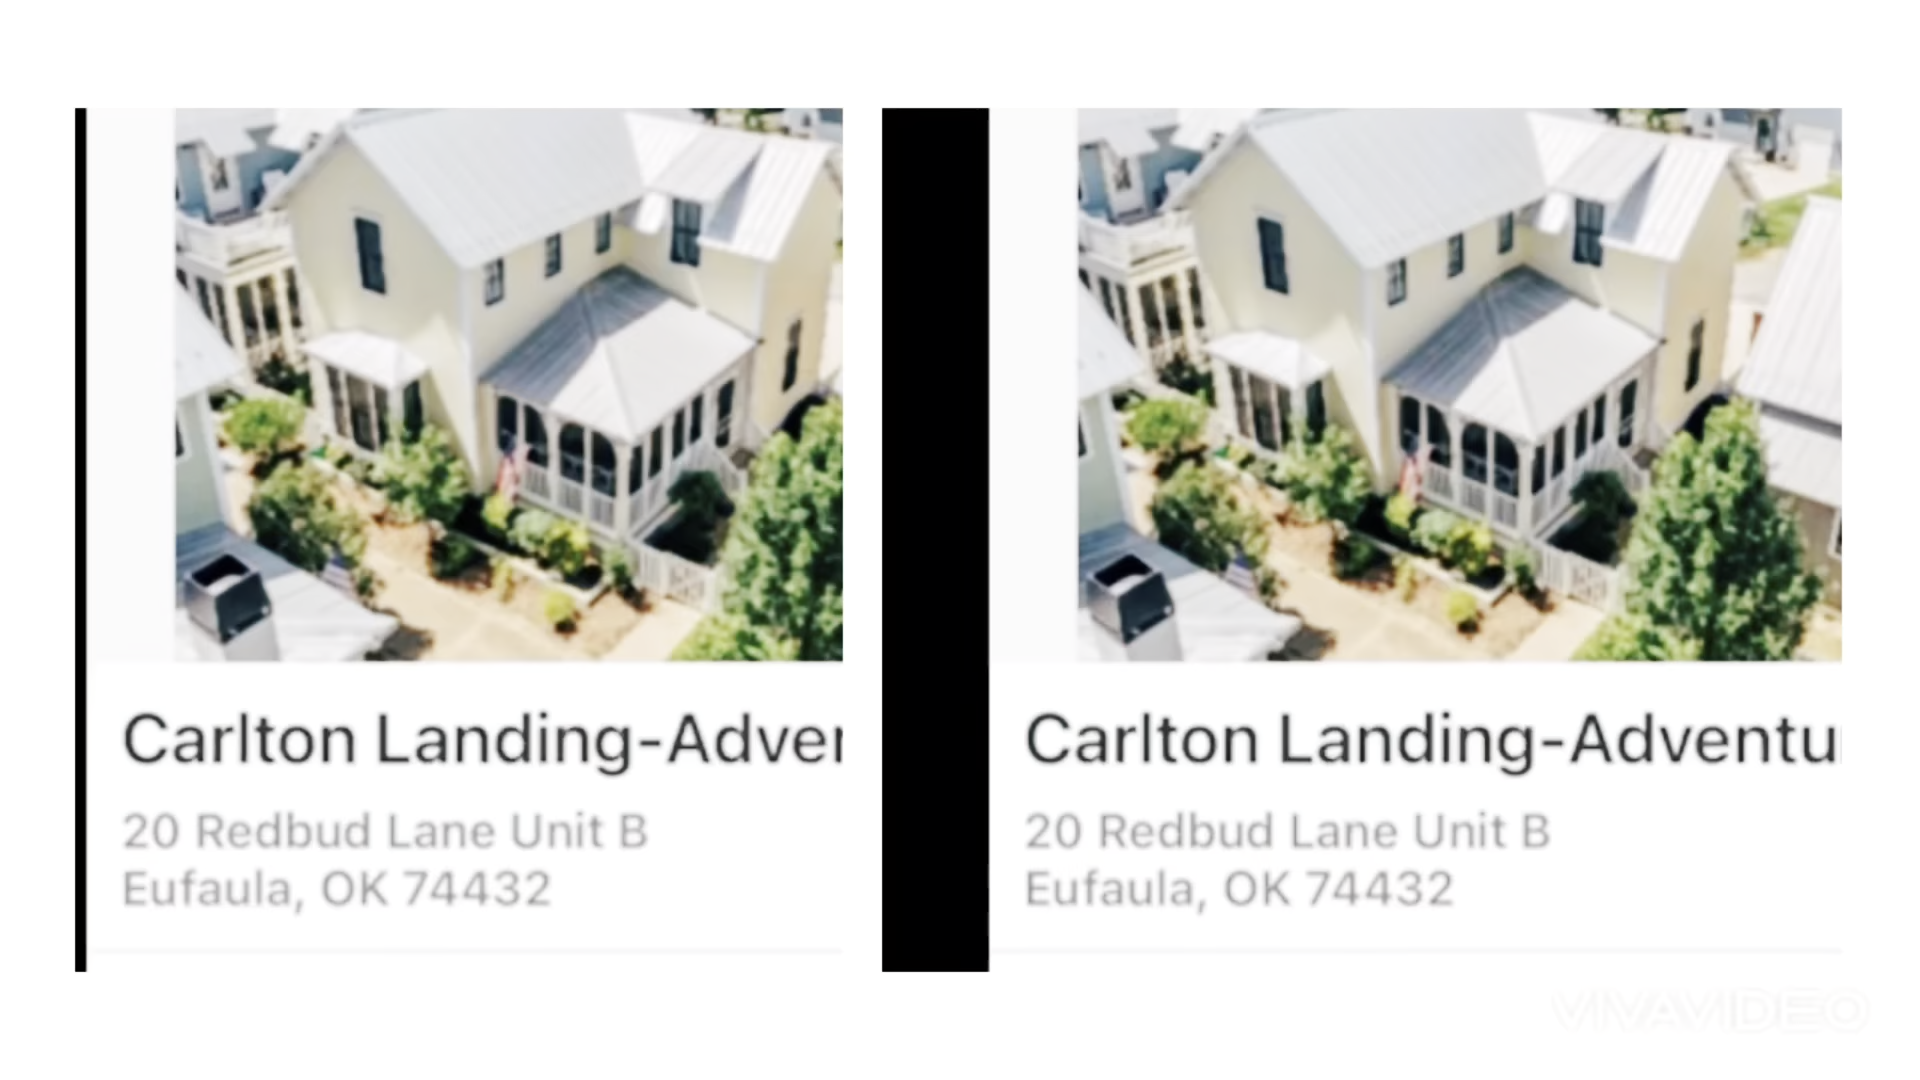 Carlton Landing-Adver
20 Redbud Lane Unit B
Eufaula, OK 74432
Carlton Landing-Adventu
20 Redbud Lane Unit B
Eufaula, OK 74432
VIVAVIDEO